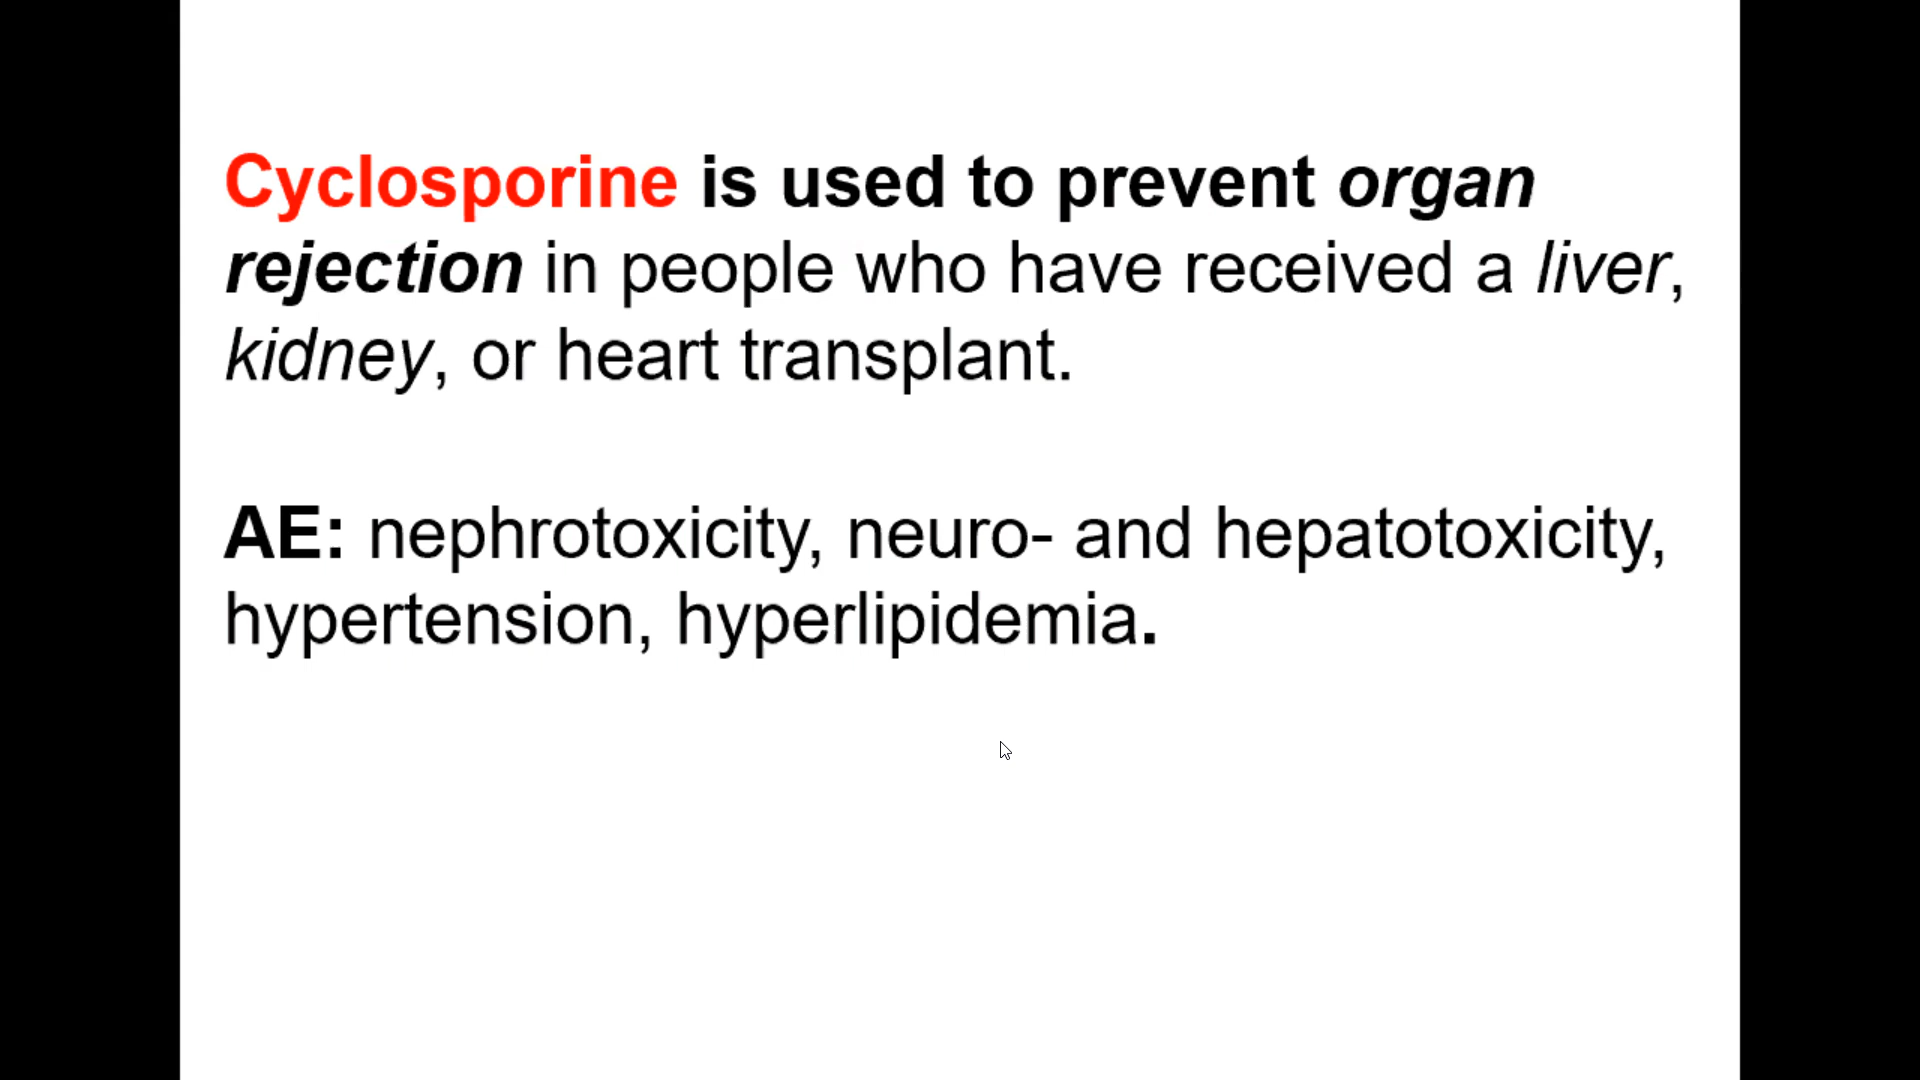 Cyclosporine is used to prevent organ
rejection in people who have received a liver,
kidney, or heart transplant.
AE: nephrotoxicity, neuro- and hepatotoxicity,
hypertension, hyperlipidemia.